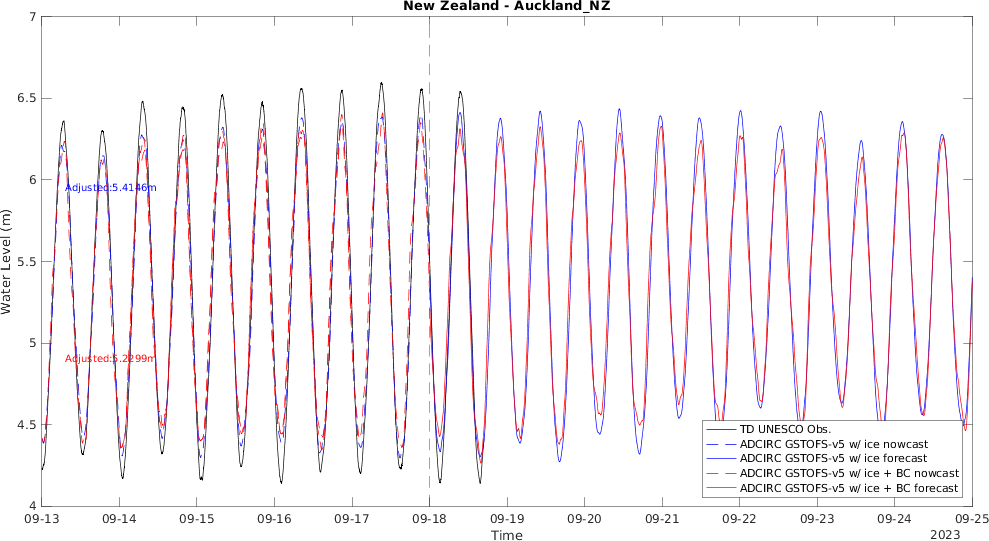 New Zealand - Auckland_NZ
7
6.5
6
5.5
5
4.5
4
Water Level (m)
Adjusted:5.4146m
Adjusted:5.2299m
TD UNESCO Obs.
ADCIRC GSTOFS-v5 w/ ice nowcast
ADCIRC GSTOFS-v5 w/ ice forecast
ADCIRC GSTOFS-v5 w/ ice + BC nowcast
ADCIRC GSTOFS-v5 w/ ice + BC forecast
09-13 09-14 09-15 09-16 09-17 09-18 09-19 09-20 09-21 09-22 09-23 09-24 09-25
Time
2023